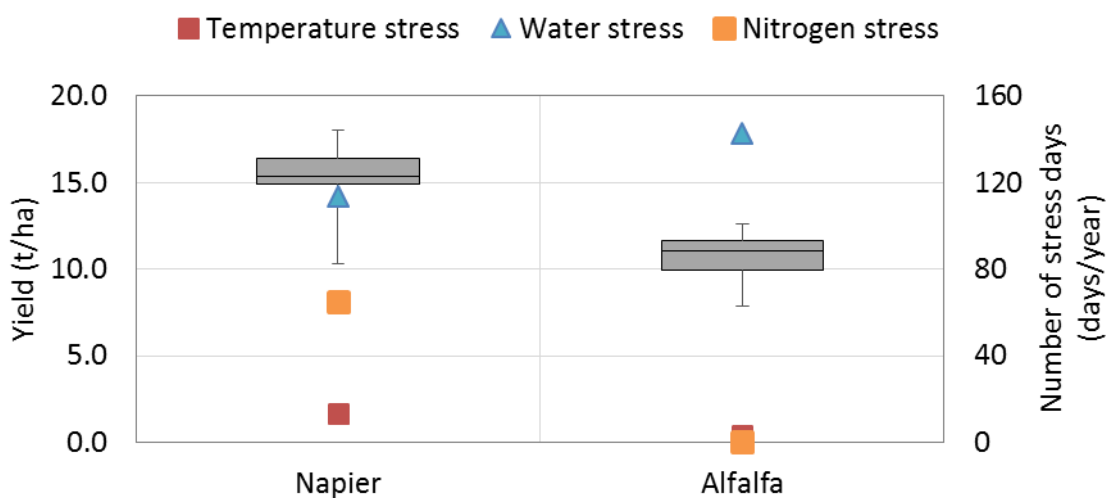 Temperature stress Water stress Nitrogen stress
20.0
15.0
10.0
5.0
0.0
Yield (t/ha)
160
120
80
40
0
Number of stress days
(days/year)
Napier Alfalfa